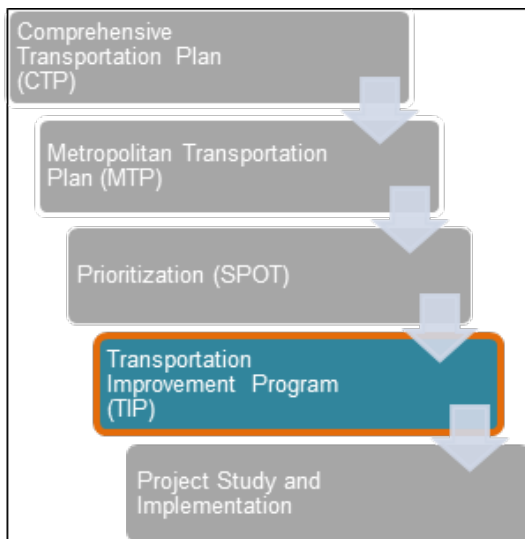 Comprehensive
Transportation Plan
(CTP)
Metropolitan Transportation
Plan (MTP)
Prioritization (SPOT)
Transportation
Improvement Program
(TIP)
Project Study and
Implementation